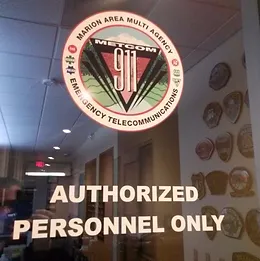 MARION AREA MULTI AGENCY
METCOM
911
EMERGENCY TELECOMMUNICATIONS
AUTHORIZED
PERSONNEL ONLY